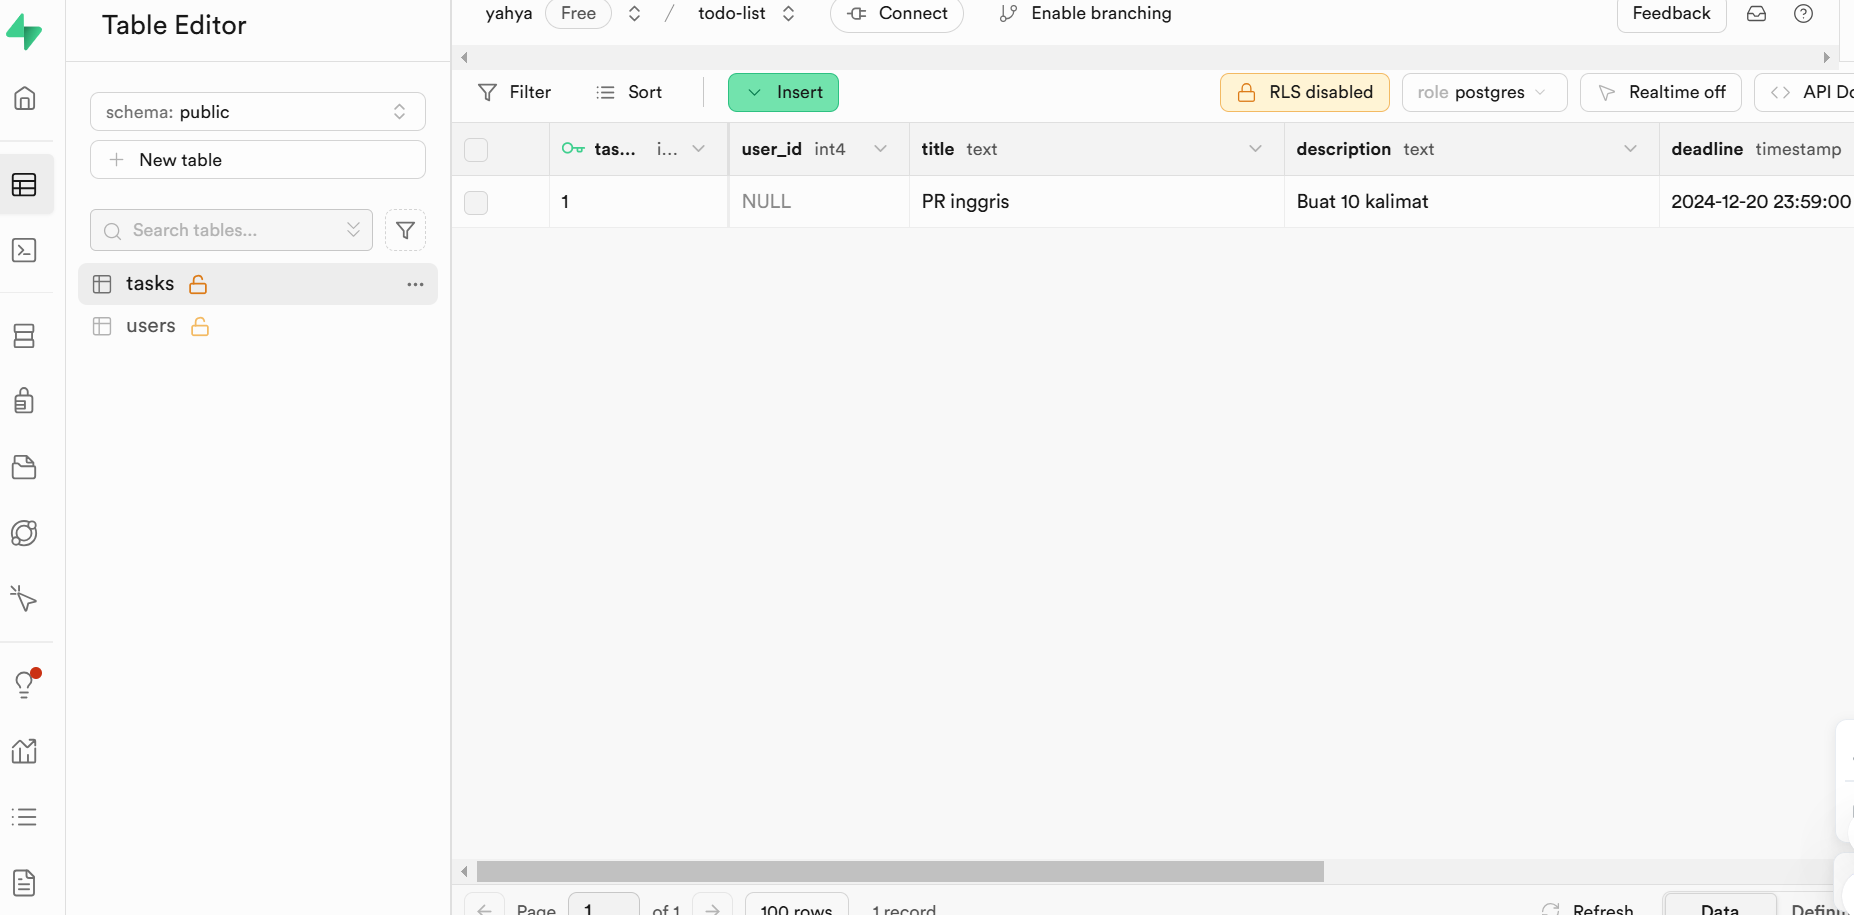 Table Editor
yahya Free / todo-list Connect Enable branching Feedback
schema: public
New table
Search tables...
tasks
users
Filter Sort Insert RLS disabled role postgres Realtime off API Do
tas... i... user_id int4 title text description text deadline timestamp
1 NULL PR inggris Buat 10 kalimat 2024-12-20 23:59:00
Page 1 of 1 100 rows 1 record Refresh Data Defini